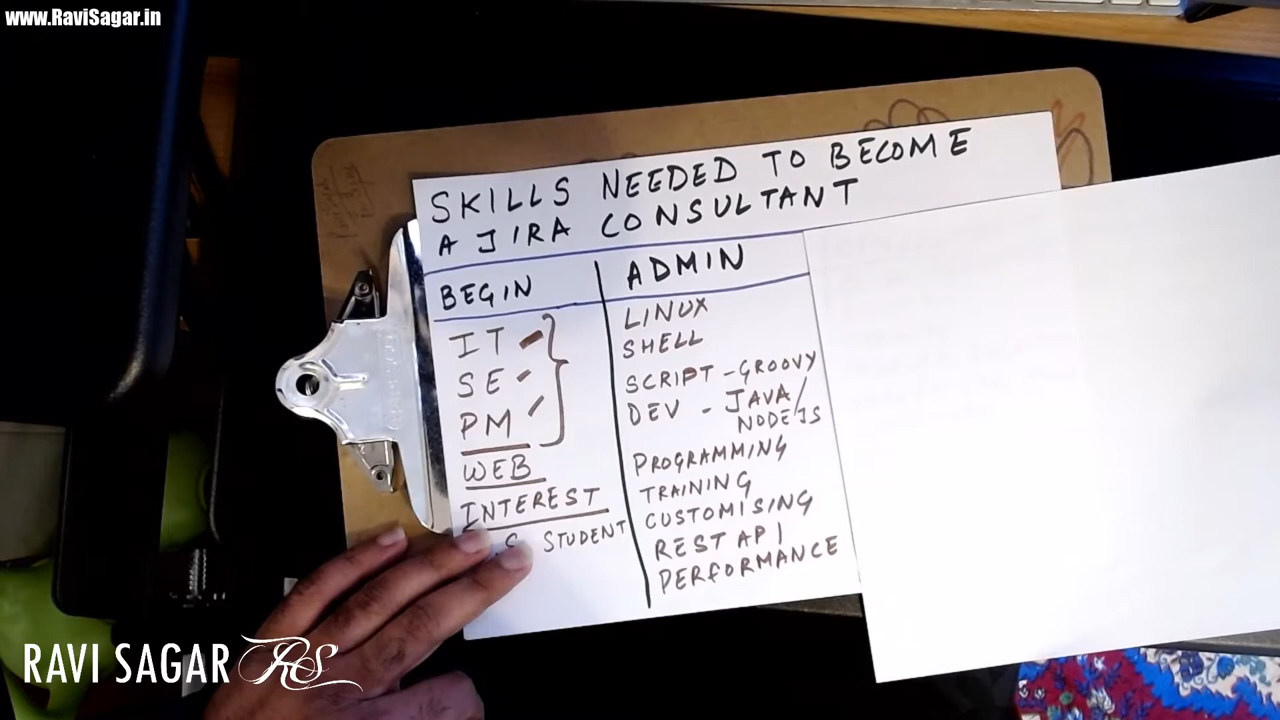 www.RaviSagar.in
SKILLS NEEDED TO BECOME
A JIRA CONSULTANT
BEGIN
IT
SE
PM
WEB
INTEREST
S STUDENT
ADMIN
LINUX
SHELL
SCRIPT - GROOVY
DEV - JAVA/
NODEJS
PROGRAMMING
TRAINING
CUSTOMISING
REST API
PERFORMANCE
RAVI SAGAR RS